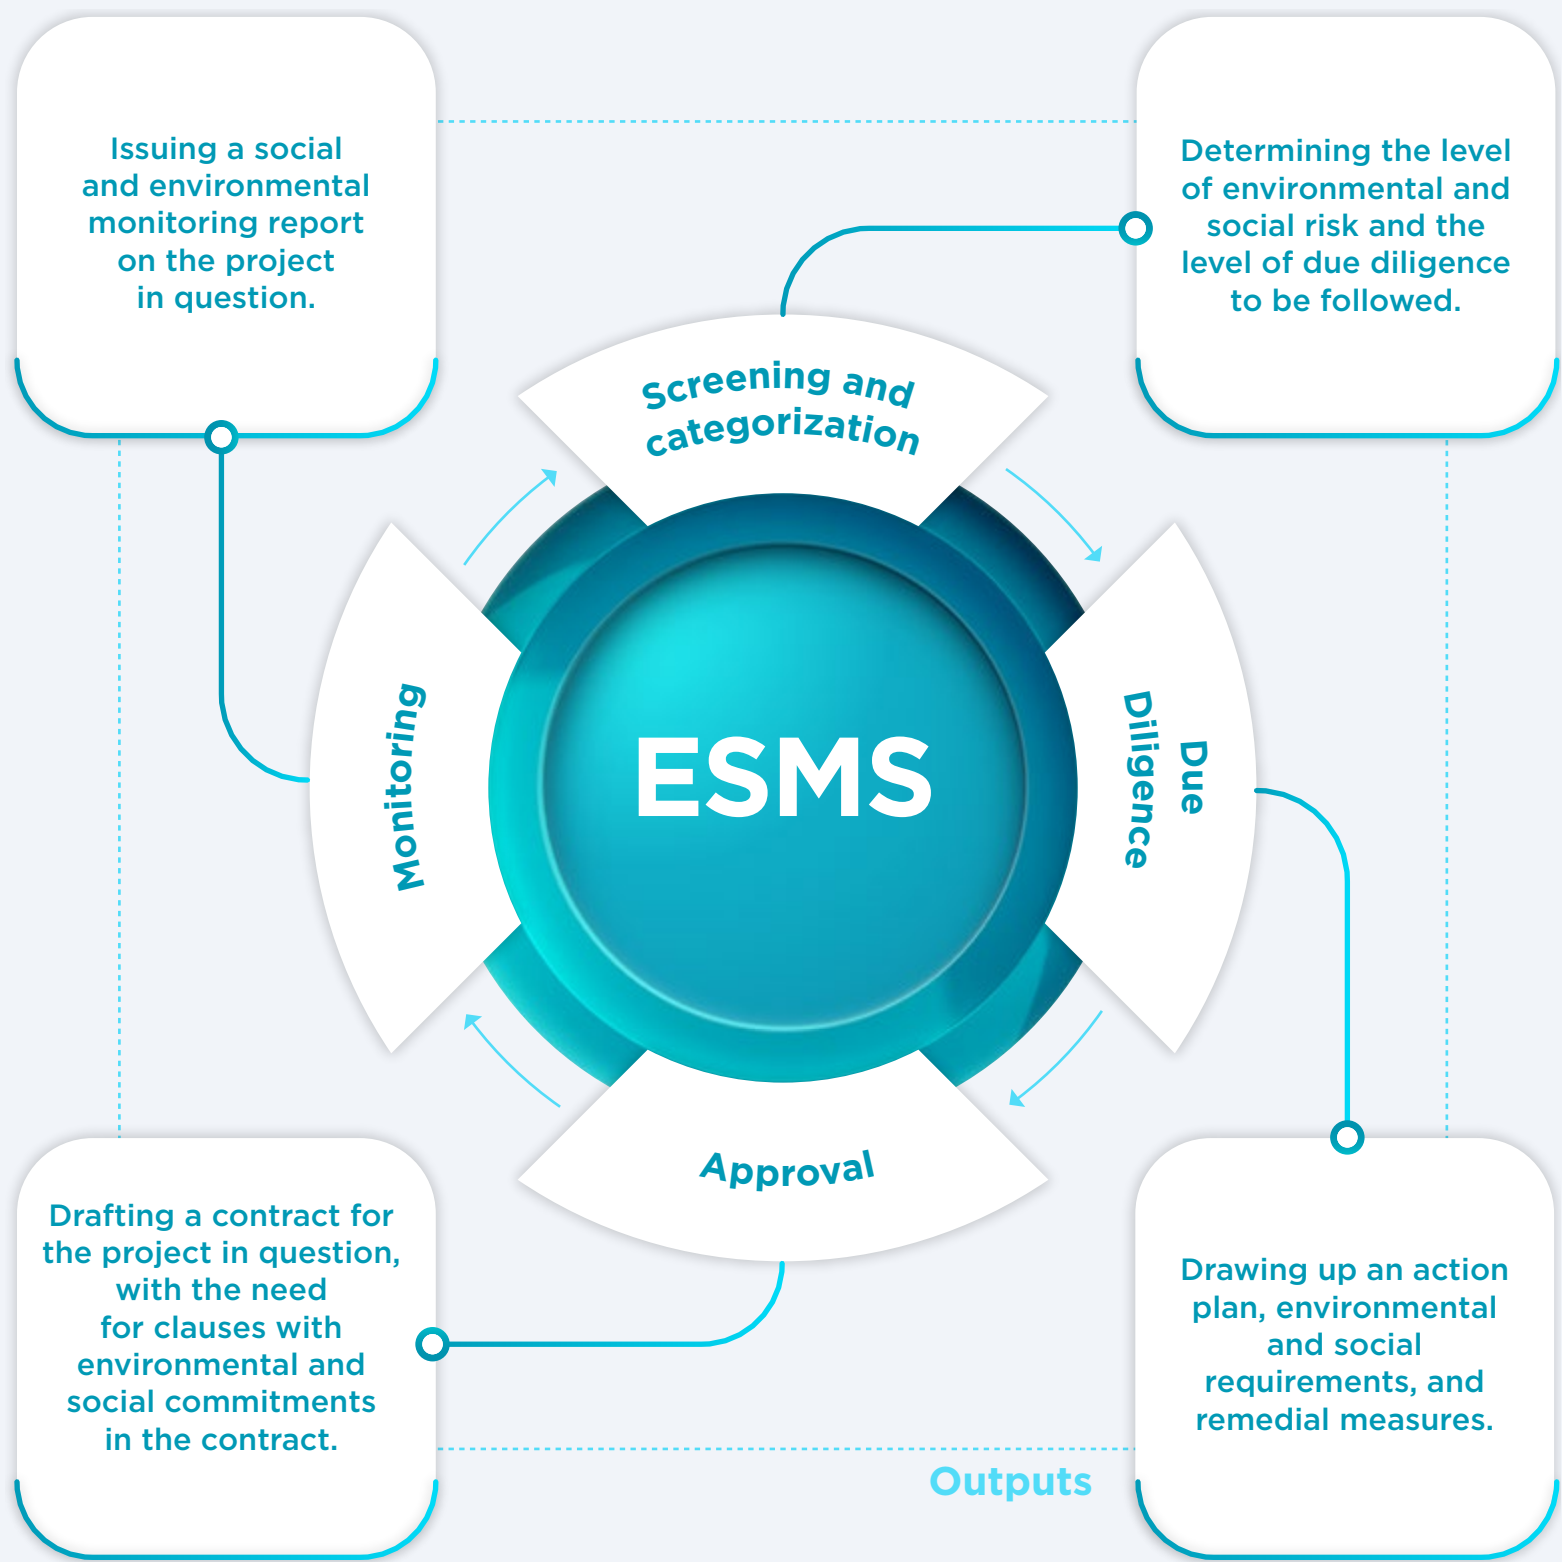 Issuing a social
and environmental
monitoring report
on the project
in question.
Determining the level
of environmental and
social risk and the
level of due diligence
to be followed.
Screening and
categorization
Due
Diligence
Monitoring
ESMS
Approval
Drafting a contract for
the project in question,
with the need
for clauses with
environmental and
social commitments
in the contract.
Drawing up an action
plan, environmental
and social
requirements, and
remedial measures.
Outputs